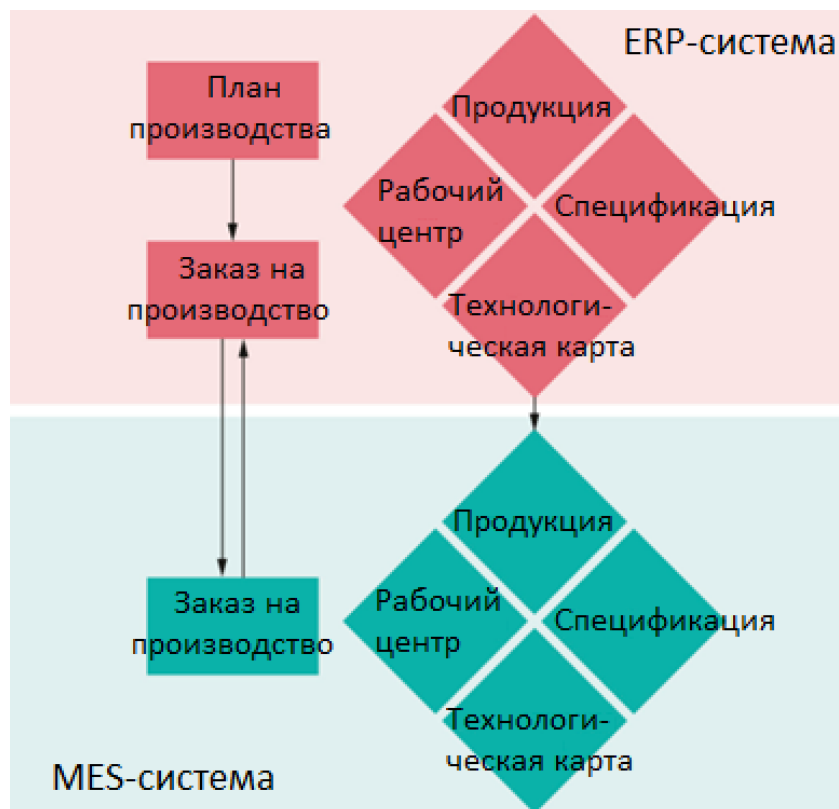 ERP-система
План
производства
Продукция
Рабочий
центр
Спецификация
Заказ на
производство
Технологи-
ческая карта
Продукция
Рабочий
центр
Спецификация
Заказ на
производство
Технологи-
ческая карта
MES-система